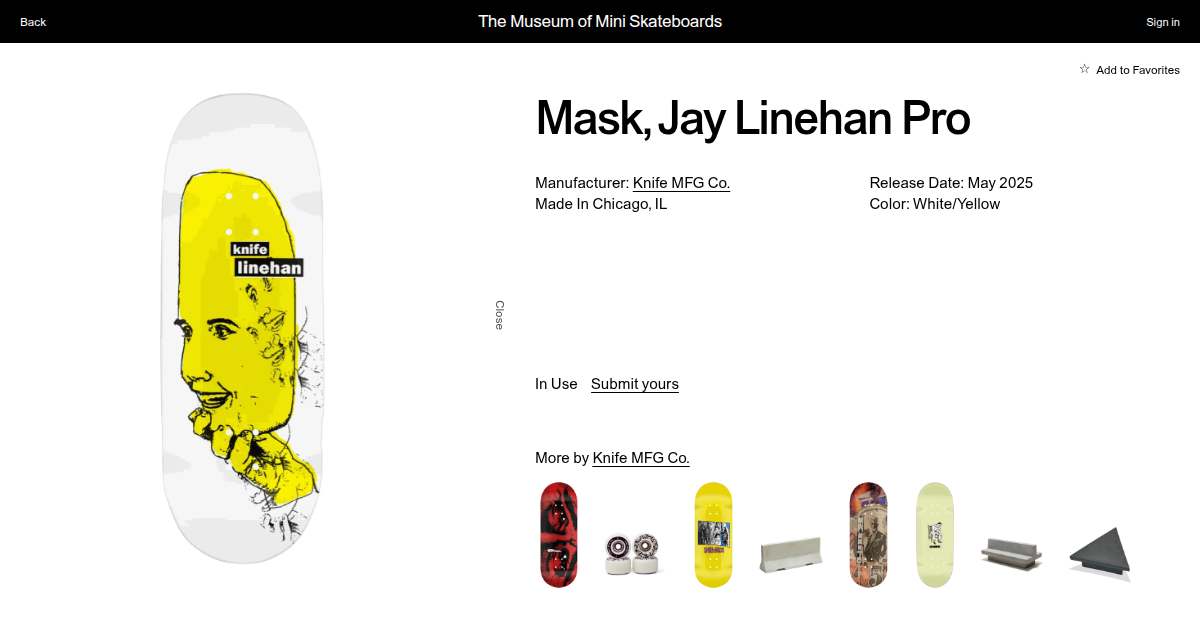 Back
The Museum of Mini Skateboards
Sign in
☆ Add to Favorites
Mask, Jay Linehan Pro
Manufacturer: Knife MFG Co.
Made In Chicago, IL
Release Date: May 2025
Color: White/Yellow
knife
linehan
Close
In Use Submit yours
More by Knife MFG Co.